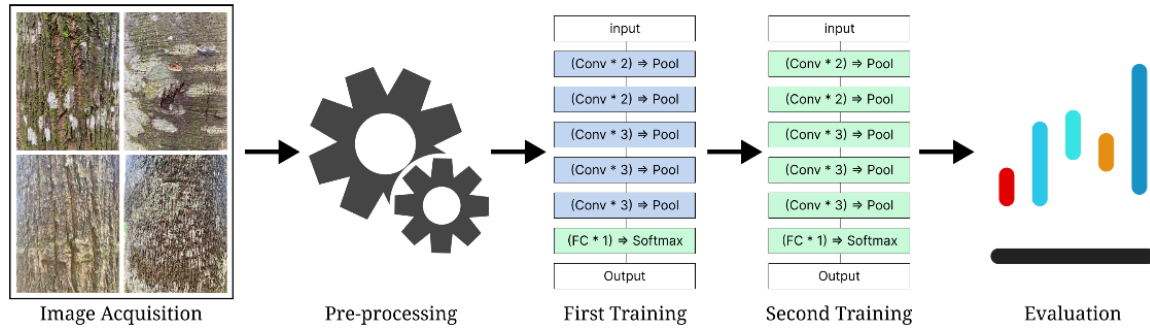 input
(Conv * 2) ⇒ Pool
(Conv * 2) ⇒ Pool
(Conv * 3) ⇒ Pool
(Conv * 3) ⇒ Pool
(Conv * 3) ⇒ Pool
(FC * 1) ⇒ Softmax
Output
input
(Conv * 2) ⇒ Pool
(Conv * 2) ⇒ Pool
(Conv * 3) ⇒ Pool
(Conv * 3) ⇒ Pool
(Conv * 3) ⇒ Pool
(FC * 1) ⇒ Softmax
Output
Image Acquisition
Pre-processing
First Training
Second Training
Evaluation